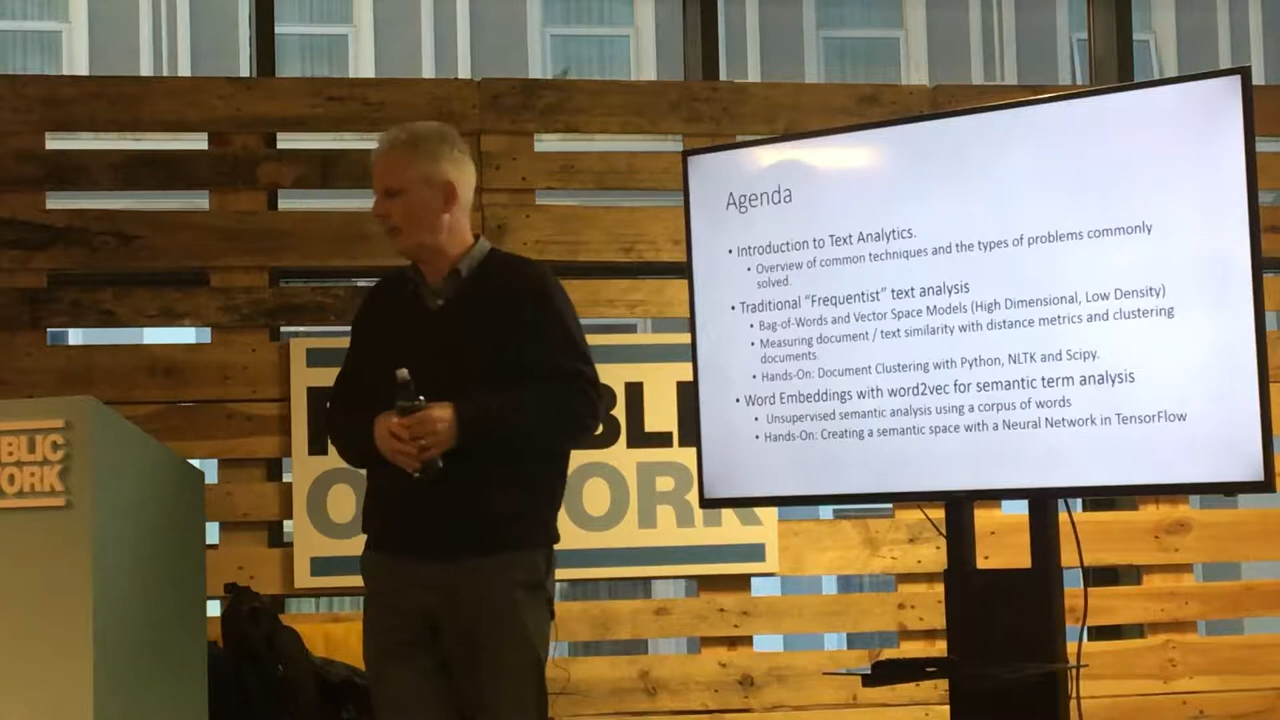 Agenda
• Introduction to Text Analytics.
• Overview of common techniques and the types of problems commonly
solved.
• Traditional “Frequentist” text analysis
• Bag-of-Words and Vector Space Models (High Dimensional, Low Density)
• Measuring document / text similarity with distance metrics and clustering
documents.
• Hands-On: Document Clustering with Python, NLTK and Scipy.
• Word Embeddings with word2vec for semantic term analysis
• Unsupervised semantic analysis using a corpus of words
• Hands-On: Creating a semantic space with a Neural Network in TensorFlow